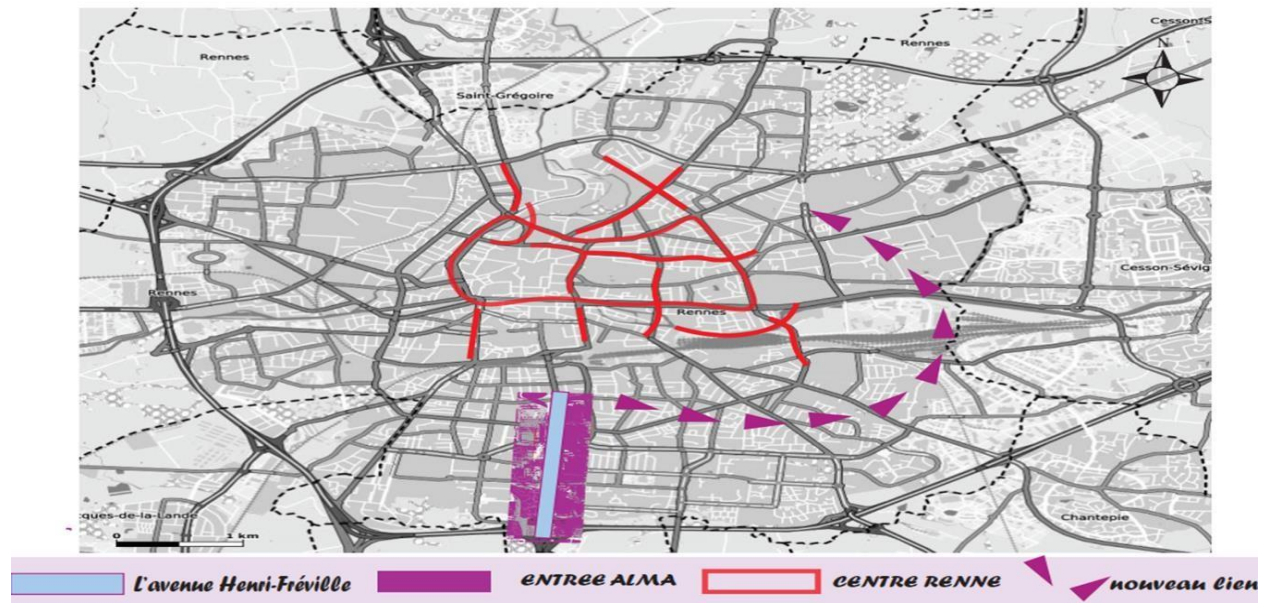 Cesson-S
Rennes
Rennes
N
Saint-Grégoire
Cesson-Sévig
Rennes
Rennes
cques-de-la-Lande
Chantepie
0 1 km
L'avenue Henri-Fréville
ENTREE ALMA
CENTRE RENNE
nouveau lien